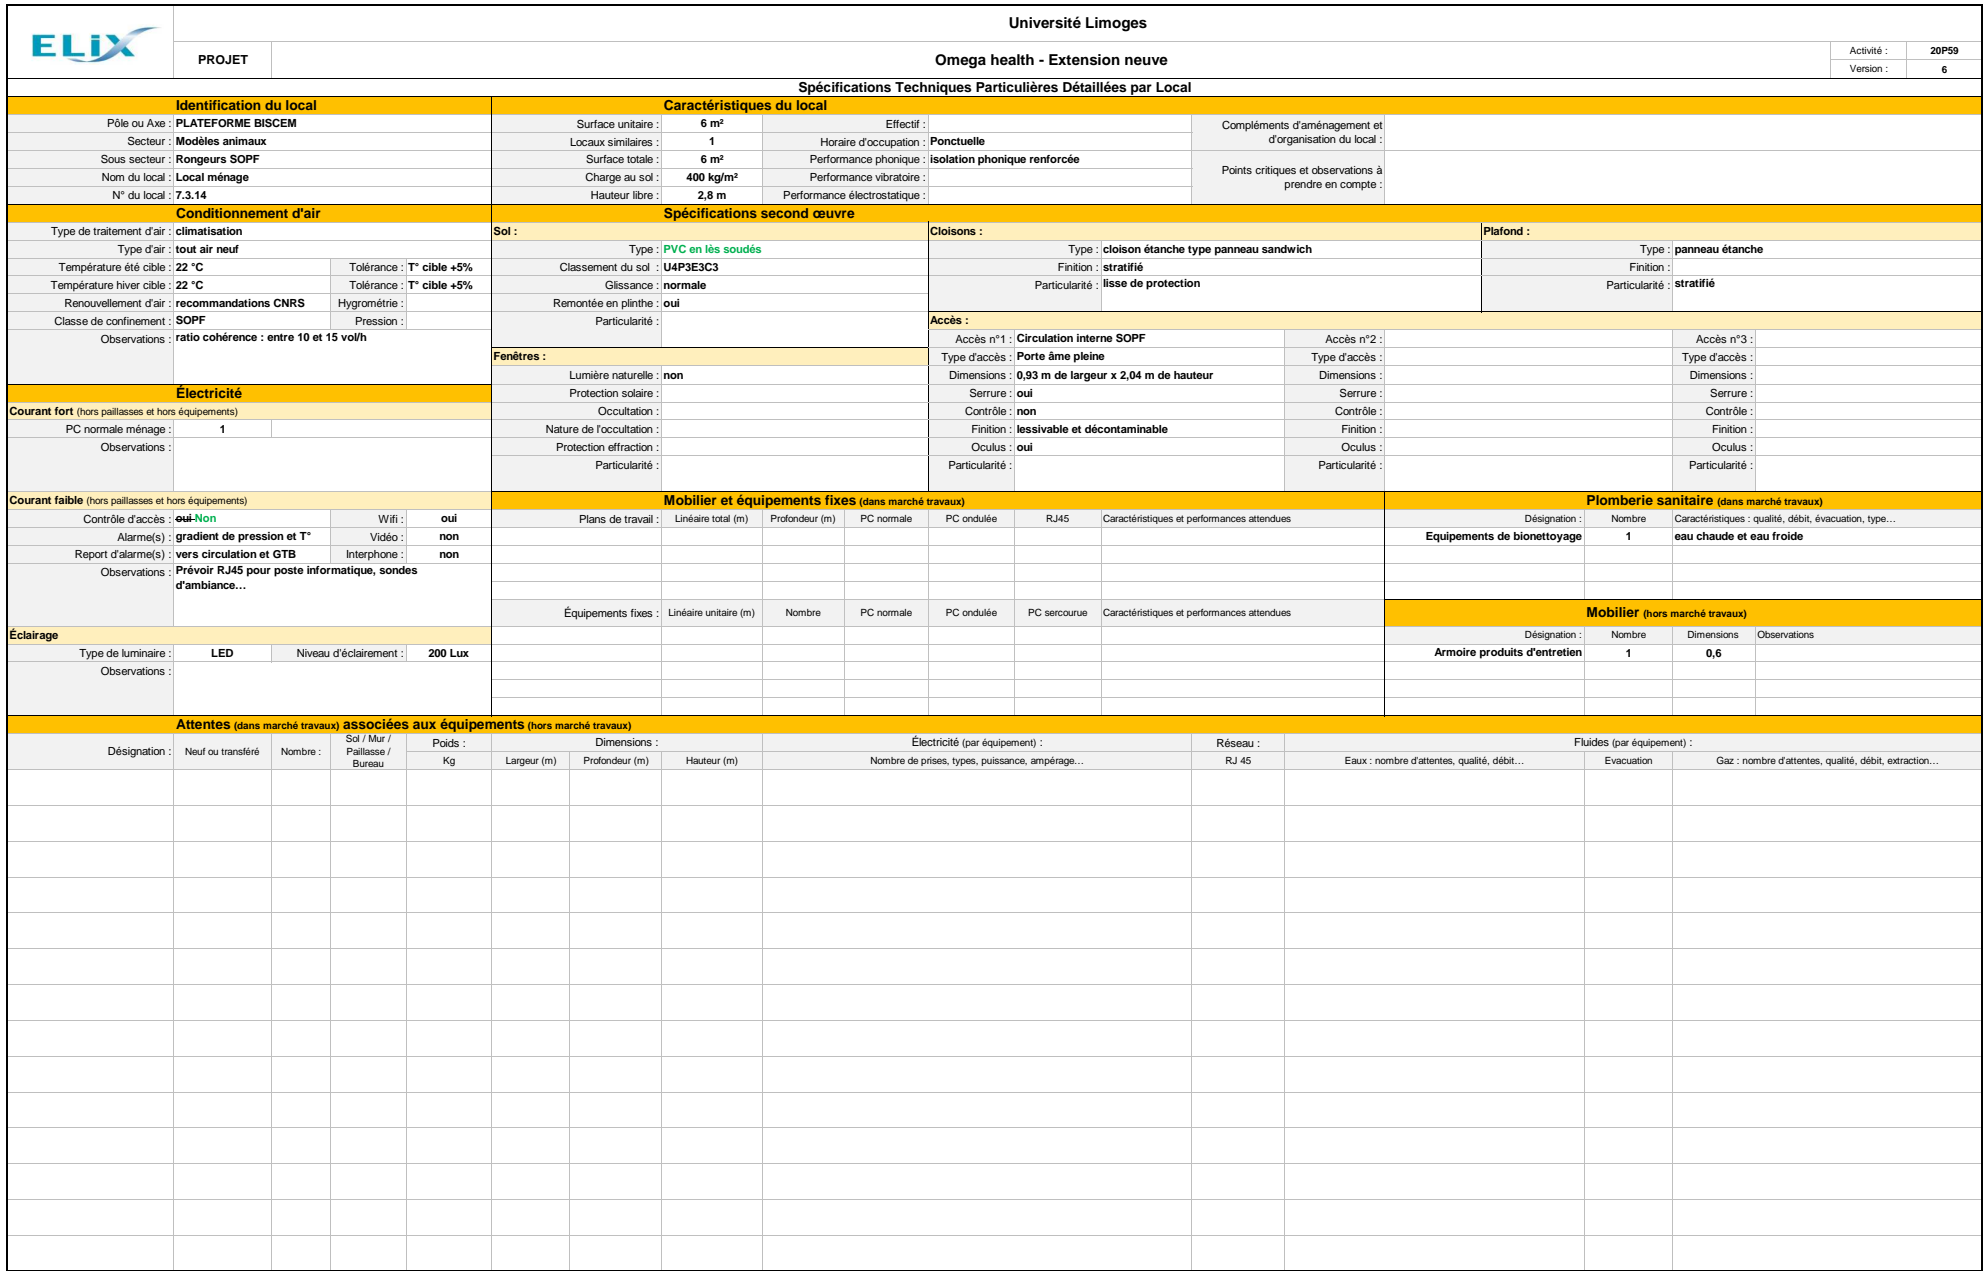 ELiX
Université Limoges
PROJET
Omega health - Extension neuve
Activité : 20P59
Version : 6
Spécifications Techniques Particulières Détaillées par Local
Identification du local
Pôle ou Axe : PLATEFORME BISCEM
Secteur : Modèles animaux
Sous secteur : Rongeurs SOPF
Nom du local : Local ménage
N° du local : 7.3.14
Caractéristiques du local
Surface unitaire : 6 m² Effectif :
Locaux similaires : 1 Horaire d'occupation : Ponctuelle
Surface totale : 6 m² Performance phonique : isolation phonique renforcée
Charge au sol : 400 kg/m² Performance vibratoire :
Hauteur libre : 2,8 m Performance électrostatique :
Compléments d'aménagement et
d'organisation du local :
Points critiques et observations à
prendre en compte :
Conditionnement d'air
Type de traitement d'air : climatisation
Type d'air : tout air neuf
Température été cible : 22 °C Tolérance : T° cible +5%
Température hiver cible : 22 °C Tolérance : T° cible +5%
Renouvellement d'air : recommandations CNRS Hygrométrie :
Classe de confinement : SOPF Pression :
Observations : ratio cohérence : entre 10 et 15 vol/h
Spécifications second œuvre
Sol :
Type : PVC en lès soudés
Classement du sol : U4P3E3C3
Glissance : normale
Remontée en plinthe : oui
Particularité :
Cloisons :
Type : cloison étanche type panneau sandwich
Finition : stratifié
Particularité : lisse de protection
Plafond :
Type : panneau étanche
Finition :
Particularité : stratifié
Fenêtres :
Lumière naturelle : non
Protection solaire :
Occultation :
Nature de l'occultation :
Protection effraction :
Particularité :
Accès :
Accès n°1 : Circulation interne SOPF Accès n°2 : Accès n°3 :
Type d'accès : Porte âme pleine Type d'accès : Type d'accès :
Dimensions : 0,93 m de largeur x 2,04 m de hauteur Dimensions : Dimensions :
Serrure : oui Serrure : Serrure :
Contrôle : non Contrôle : Contrôle :
Finition : lessivable et décontaminable Finition : Finition :
Oculus : oui Oculus : Oculus :
Particularité : Particularité : Particularité :
Électricité
Courant fort (hors paillasses et hors équipements)
PC normale ménage : 1
Observations :
Courant faible (hors paillasses et hors équipements)
Contrôle d'accès : oui Non Wifi : oui
Alarme(s) : gradient de pression et T° Vidéo : non
Report d'alarme(s) : vers circulation et GTB Interphone : non
Observations : Prévoir RJ45 pour poste informatique, sondes
d'ambiance…
Éclairage
Type de luminaire : LED Niveau d'éclairement : 200 Lux
Observations :
Mobilier et équipements fixes (dans marché travaux)
Plans de travail : Linéaire total (m) Profondeur (m) PC normale PC ondulée RJ45 Caractéristiques et performances attendues
Équipements fixes : Linéaire unitaire (m) Nombre PC normale PC ondulée PC sercourue Caractéristiques et performances attendues
Plomberie sanitaire (dans marché travaux)
Désignation : Nombre Caractéristiques : qualité, débit, évacuation, type…
Equipements de bionettoyage 1 eau chaude et eau froide
Mobilier (hors marché travaux)
Désignation : Nombre Dimensions Observations
Armoire produits d'entretien 1 0,6
Attentes (dans marché travaux) associées aux équipements (hors marché travaux)
Désignation : Neuf ou transféré Nombre : Sol / Mur /
Paillasse /
Bureau
Poids : Dimensions : Électricité (par équipement) : Réseau : Fluides (par équipement) :
Kg Largeur (m) Profondeur (m) Hauteur (m) Nombre de prises, types, puissance, ampérage… RJ 45 Eaux : nombre d'attentes, qualité, débit… Evacuation Gaz : nombre d'attentes, qualité, débit, extraction…